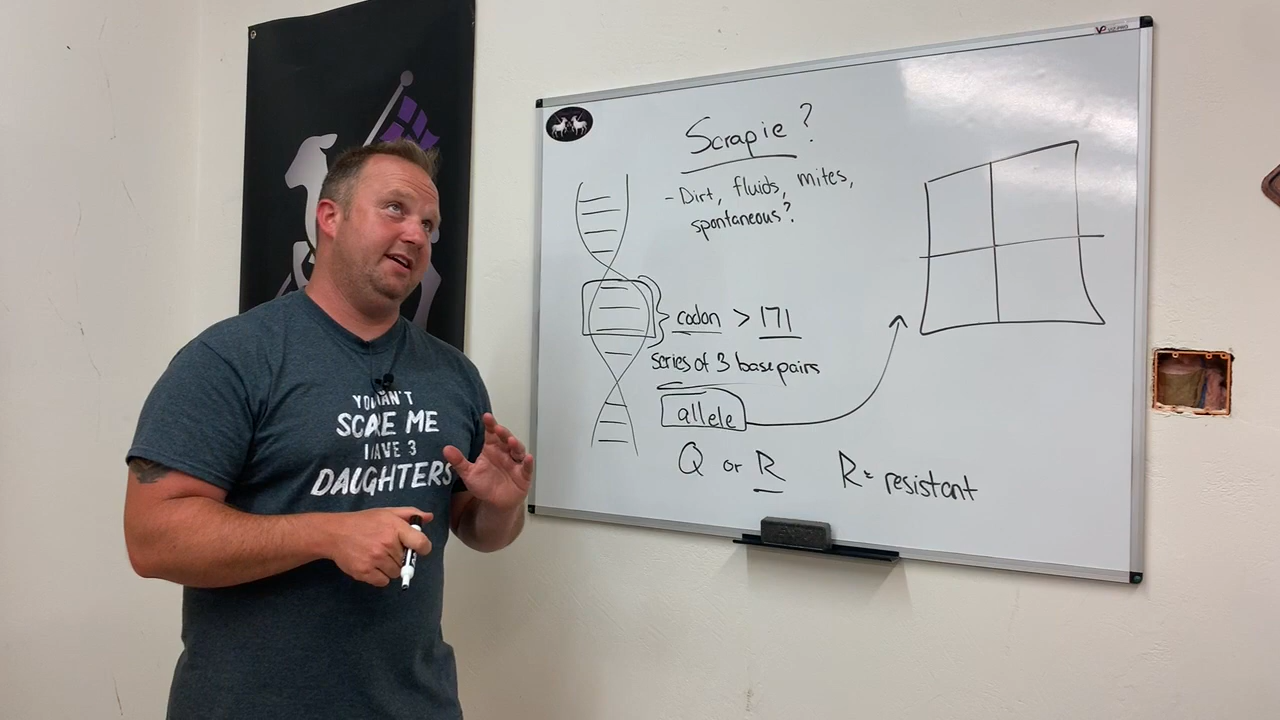 YOU CAN'T
SCARE ME
I HAVE 3
DAUGHTERS
Scrapie?
- Dirt, fluids, mites,
spontaneous?
codon > 171
series of 3 base pairs
allele
Q or R
R = resistant